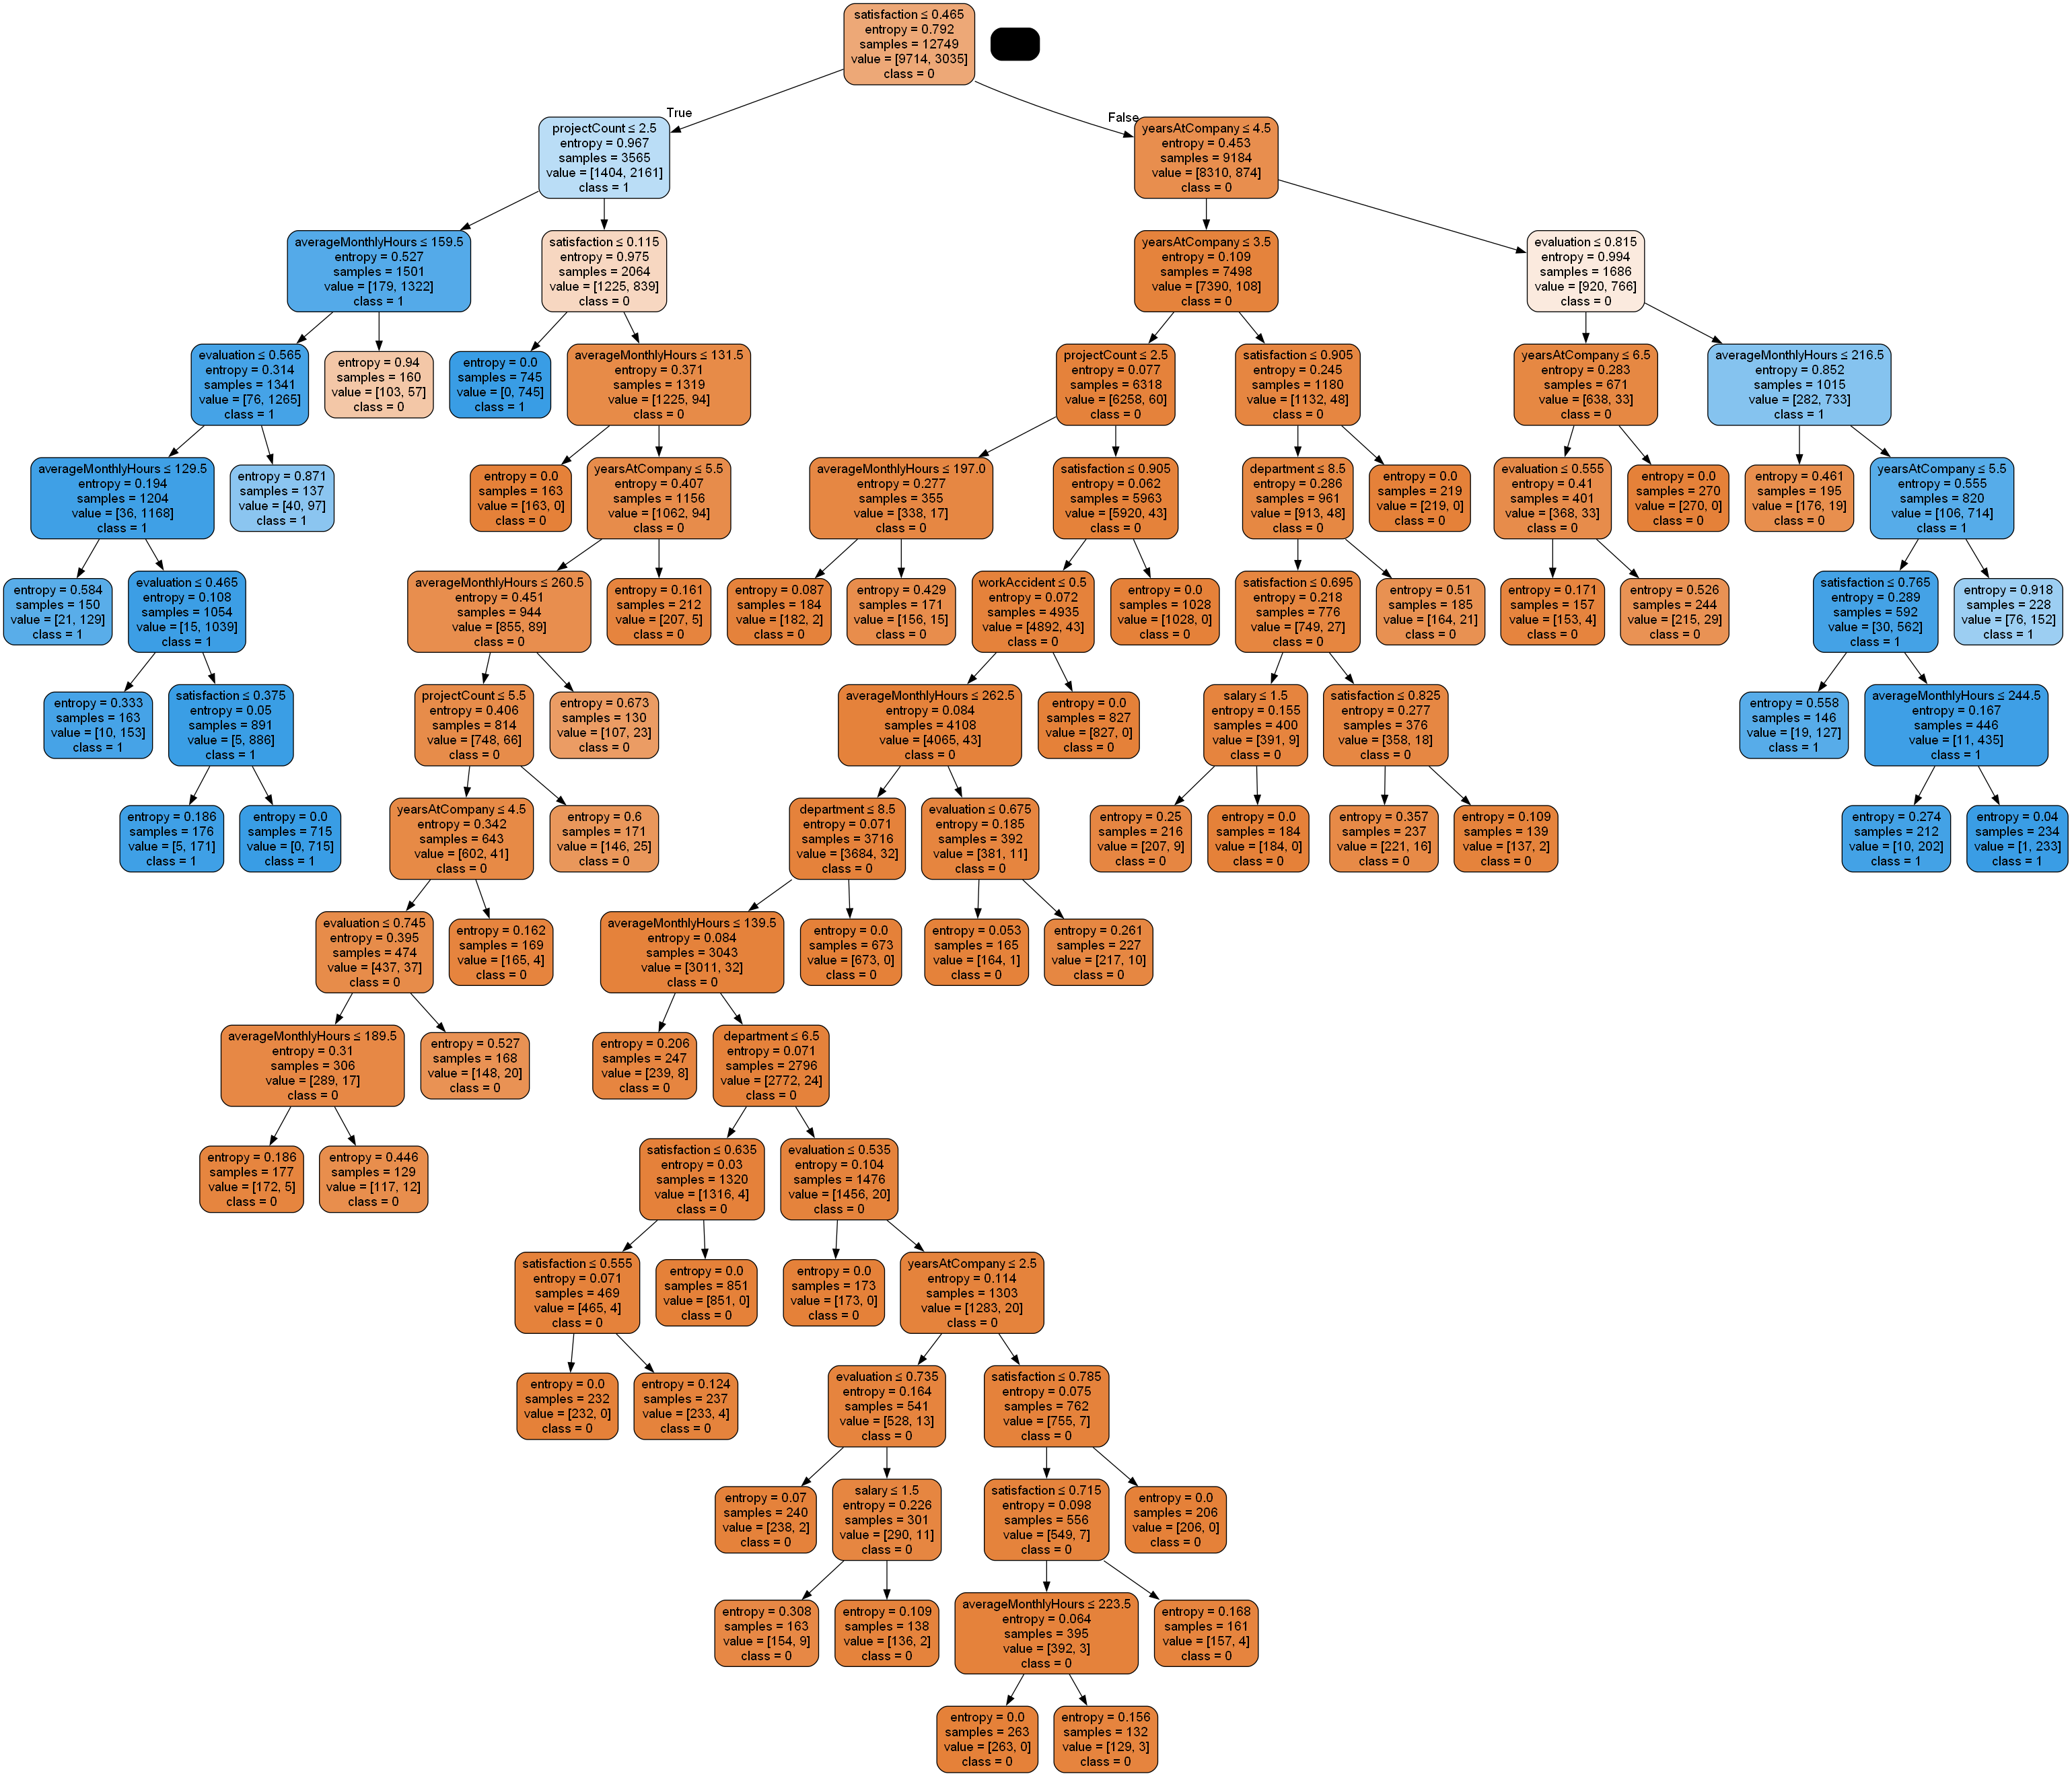 satisfaction ≤ 0.465
entropy = 0.792
samples = 12749
value = [9714, 3035]
class = 0
True
False
projectCount ≤ 2.5
entropy = 0.967
samples = 3565
value = [1404, 2161]
class = 1
yearsAtCompany ≤ 4.5
entropy = 0.453
samples = 9184
value = [8310, 874]
class = 0
averageMonthlyHours ≤ 159.5
entropy = 0.527
samples = 1501
value = [179, 1322]
class = 1
satisfaction ≤ 0.115
entropy = 0.975
samples = 2064
value = [1225, 839]
class = 0
yearsAtCompany ≤ 3.5
entropy = 0.109
samples = 7498
value = [7390, 108]
class = 0
evaluation ≤ 0.815
entropy = 0.994
samples = 1686
value = [920, 766]
class = 0
evaluation ≤ 0.565
entropy = 0.314
samples = 1341
value = [76, 1265]
class = 1
entropy = 0.94
samples = 160
value = [103, 57]
class = 0
entropy = 0.0
samples = 745
value = [0, 745]
class = 1
averageMonthlyHours ≤ 131.5
entropy = 0.371
samples = 1319
value = [1225, 94]
class = 0
projectCount ≤ 2.5
entropy = 0.077
samples = 6318
value = [6258, 60]
class = 0
satisfaction ≤ 0.905
entropy = 0.245
samples = 1180
value = [1132, 48]
class = 0
yearsAtCompany ≤ 6.5
entropy = 0.283
samples = 671
value = [638, 33]
class = 0
averageMonthlyHours ≤ 216.5
entropy = 0.852
samples = 1015
value = [282, 733]
class = 1
averageMonthlyHours ≤ 129.5
entropy = 0.194
samples = 1204
value = [36, 1168]
class = 1
entropy = 0.871
samples = 137
value = [40, 97]
class = 1
entropy = 0.0
samples = 163
value = [163, 0]
class = 0
yearsAtCompany ≤ 5.5
entropy = 0.407
samples = 1156
value = [1062, 94]
class = 0
averageMonthlyHours ≤ 197.0
entropy = 0.277
samples = 355
value = [338, 17]
class = 0
satisfaction ≤ 0.905
entropy = 0.062
samples = 5963
value = [5920, 43]
class = 0
department ≤ 8.5
entropy = 0.286
samples = 961
value = [913, 48]
class = 0
entropy = 0.0
samples = 219
value = [219, 0]
class = 0
evaluation ≤ 0.555
entropy = 0.41
samples = 401
value = [368, 33]
class = 0
entropy = 0.0
samples = 270
value = [270, 0]
class = 0
entropy = 0.461
samples = 195
value = [176, 19]
class = 0
yearsAtCompany ≤ 5.5
entropy = 0.555
samples = 820
value = [106, 714]
class = 1
entropy = 0.584
samples = 150
value = [21, 129]
class = 1
evaluation ≤ 0.465
entropy = 0.108
samples = 1054
value = [15, 1039]
class = 1
averageMonthlyHours ≤ 260.5
entropy = 0.451
samples = 944
value = [855, 89]
class = 0
entropy = 0.161
samples = 212
value = [207, 5]
class = 0
entropy = 0.087
samples = 184
value = [182, 2]
class = 0
entropy = 0.429
samples = 171
value = [156, 15]
class = 0
workAccident ≤ 0.5
entropy = 0.072
samples = 4935
value = [4892, 43]
class = 0
entropy = 0.0
samples = 1028
value = [1028, 0]
class = 0
satisfaction ≤ 0.695
entropy = 0.218
samples = 776
value = [749, 27]
class = 0
entropy = 0.51
samples = 185
value = [164, 21]
class = 0
entropy = 0.171
samples = 157
value = [153, 4]
class = 0
entropy = 0.526
samples = 244
value = [215, 29]
class = 0
satisfaction ≤ 0.765
entropy = 0.289
samples = 592
value = [30, 562]
class = 1
entropy = 0.918
samples = 228
value = [76, 152]
class = 1
entropy = 0.333
samples = 163
value = [10, 153]
class = 1
satisfaction ≤ 0.375
entropy = 0.05
samples = 891
value = [5, 886]
class = 1
projectCount ≤ 5.5
entropy = 0.406
samples = 814
value = [748, 66]
class = 0
entropy = 0.673
samples = 130
value = [107, 23]
class = 0
averageMonthlyHours ≤ 262.5
entropy = 0.084
samples = 4108
value = [4065, 43]
class = 0
entropy = 0.0
samples = 827
value = [827, 0]
class = 0
salary ≤ 1.5
entropy = 0.155
samples = 400
value = [391, 9]
class = 0
satisfaction ≤ 0.825
entropy = 0.277
samples = 376
value = [358, 18]
class = 0
entropy = 0.558
samples = 146
value = [19, 127]
class = 1
averageMonthlyHours ≤ 244.5
entropy = 0.167
samples = 446
value = [11, 435]
class = 1
entropy = 0.186
samples = 176
value = [5, 171]
class = 1
entropy = 0.0
samples = 715
value = [0, 715]
class = 1
yearsAtCompany ≤ 4.5
entropy = 0.342
samples = 643
value = [602, 41]
class = 0
entropy = 0.6
samples = 171
value = [146, 25]
class = 0
department ≤ 8.5
entropy = 0.071
samples = 3716
value = [3684, 32]
class = 0
evaluation ≤ 0.675
entropy = 0.185
samples = 392
value = [381, 11]
class = 0
entropy = 0.25
samples = 216
value = [207, 9]
class = 0
entropy = 0.0
samples = 184
value = [184, 0]
class = 0
entropy = 0.357
samples = 237
value = [221, 16]
class = 0
entropy = 0.109
samples = 139
value = [137, 2]
class = 0
entropy = 0.274
samples = 212
value = [10, 202]
class = 1
entropy = 0.04
samples = 234
value = [1, 233]
class = 1
evaluation ≤ 0.745
entropy = 0.395
samples = 474
value = [437, 37]
class = 0
entropy = 0.162
samples = 169
value = [165, 4]
class = 0
averageMonthlyHours ≤ 139.5
entropy = 0.084
samples = 3043
value = [3011, 32]
class = 0
entropy = 0.0
samples = 673
value = [673, 0]
class = 0
entropy = 0.053
samples = 165
value = [164, 1]
class = 0
entropy = 0.261
samples = 227
value = [217, 10]
class = 0
averageMonthlyHours ≤ 189.5
entropy = 0.31
samples = 306
value = [289, 17]
class = 0
entropy = 0.527
samples = 168
value = [148, 20]
class = 0
entropy = 0.206
samples = 247
value = [239, 8]
class = 0
department ≤ 6.5
entropy = 0.071
samples = 2796
value = [2772, 24]
class = 0
entropy = 0.186
samples = 177
value = [172, 5]
class = 0
entropy = 0.446
samples = 129
value = [117, 12]
class = 0
satisfaction ≤ 0.635
entropy = 0.03
samples = 1320
value = [1316, 4]
class = 0
evaluation ≤ 0.535
entropy = 0.104
samples = 1476
value = [1456, 20]
class = 0
satisfaction ≤ 0.555
entropy = 0.071
samples = 469
value = [465, 4]
class = 0
entropy = 0.0
samples = 851
value = [851, 0]
class = 0
entropy = 0.0
samples = 173
value = [173, 0]
class = 0
yearsAtCompany ≤ 2.5
entropy = 0.114
samples = 1303
value = [1283, 20]
class = 0
entropy = 0.0
samples = 232
value = [232, 0]
class = 0
entropy = 0.124
samples = 237
value = [233, 4]
class = 0
evaluation ≤ 0.735
entropy = 0.164
samples = 541
value = [528, 13]
class = 0
satisfaction ≤ 0.785
entropy = 0.075
samples = 762
value = [755, 7]
class = 0
entropy = 0.07
samples = 240
value = [238, 2]
class = 0
salary ≤ 1.5
entropy = 0.226
samples = 301
value = [290, 11]
class = 0
satisfaction ≤ 0.715
entropy = 0.098
samples = 556
value = [549, 7]
class = 0
entropy = 0.0
samples = 206
value = [206, 0]
class = 0
entropy = 0.308
samples = 163
value = [154, 9]
class = 0
entropy = 0.109
samples = 138
value = [136, 2]
class = 0
averageMonthlyHours ≤ 223.5
entropy = 0.064
samples = 395
value = [392, 3]
class = 0
entropy = 0.168
samples = 161
value = [157, 4]
class = 0
entropy = 0.0
samples = 263
value = [263, 0]
class = 0
entropy = 0.156
samples = 132
value = [129, 3]
class = 0